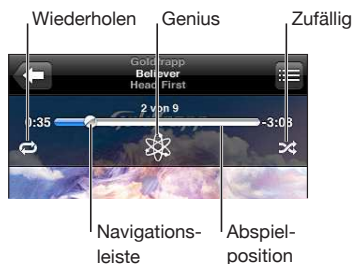 Wiederholen Genius Zufällig
Goldfrapp
Believer
Head First
2 von 9
0:35 -3:03
Navigations-
leiste
Abspiel-
position